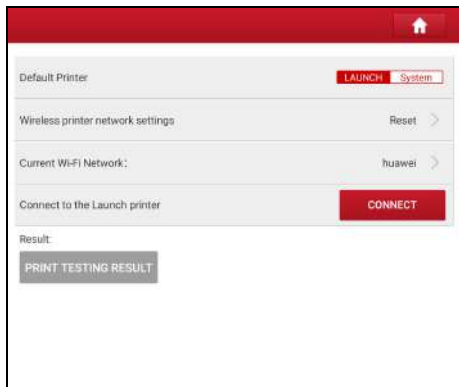 Default Printer LAUNCH System
Wireless printer network settings Reset
Current Wi-Fi Network: huawei
Connect to the Launch printer CONNECT
Result:
PRINT TESTING RESULT